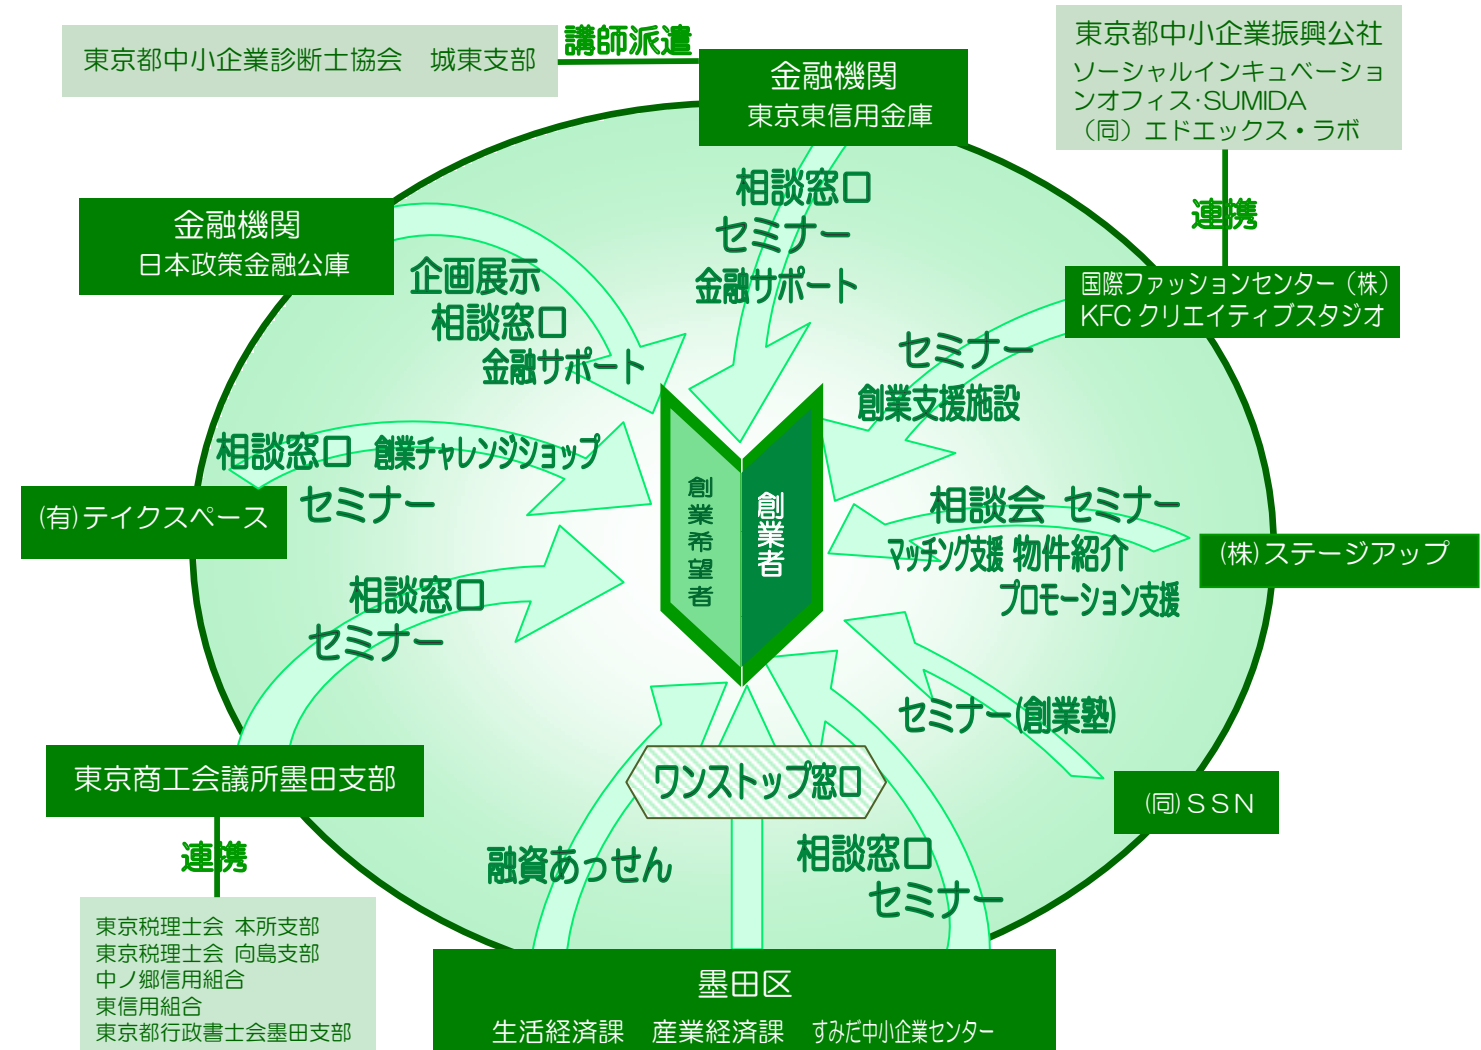 東京都中小企業診断士協会　城東支部
講師派遣
金融機関
東京東信用金庫
東京都中小企業振興公社
ソーシャルインキュベーショ
ンオフィス･SUMIDA
（同）エドエックス・ラボ
連携
金融機関
日本政策金融公庫
企画展示
相談窓口
金融サポート
相談窓口
セミナー
金融サポート
国際ファッションセンター（株）
KFC クリエイティブスタジオ
セミナー
創業支援施設
相談窓口 創業チャレンジショップ
セミナー
(有)テイクスペース
創業希望者
創業者
相談会 セミナー
マッチング支援 物件紹介
プロモーション支援
(株)ステージアップ
相談窓口
セミナー
セミナー(創業塾)
(同)ＳＳＮ
東京商工会議所墨田支部
連携
東京税理士会 本所支部
東京税理士会 向島支部
中ノ郷信用組合
東信用組合
東京都行政書士会墨田支部
ワンストップ窓口
融資あっせん
相談窓口
セミナー
墨田区
生活経済課　産業経済課　すみだ中小企業センター